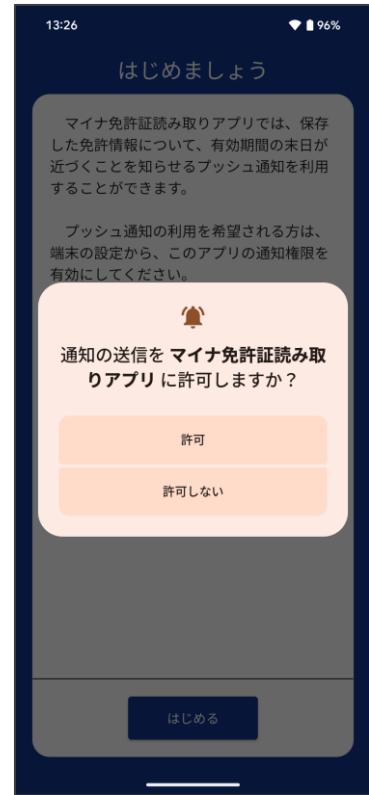 13:26
96%
はじめましょう
マイナ免許証読み取りアプリでは、保存
した免許情報について、有効期間の末日が
近づくことを知らせるプッシュ通知を利用
することができます。
プッシュ通知の利用を希望される方は、
端末の設定から、このアプリの通知権限を
有効にしてください。
通知の送信を マイナ免許証読み取
りアプリ に許可しますか？
許可
許可しない
はじめる